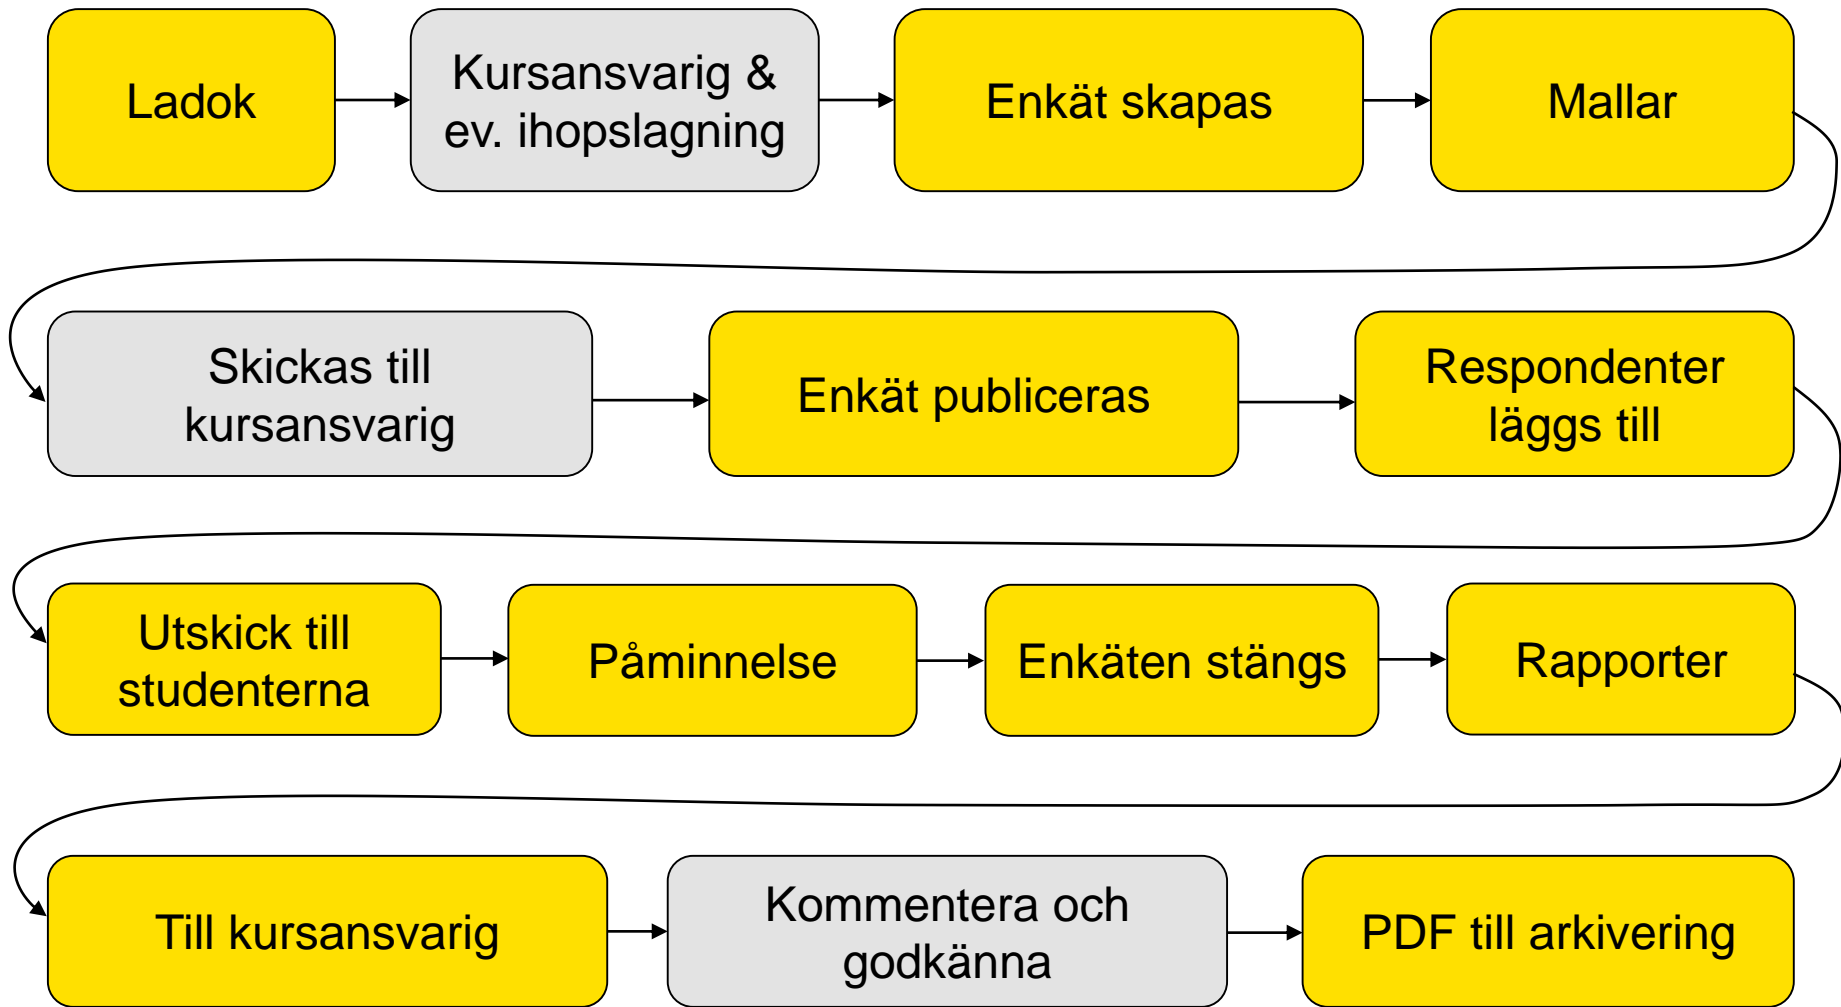 Ladok
Kursansvarig &
ev. ihopslagning
Enkät skapas
Mallar
Skickas till
kursansvarig
Enkät publiceras
Respondenter
läggs till
Utskick till
studenterna
Påminnelse
Enkäten stängs
Rapporter
Till kursansvarig
Kommentera och
godkänna
PDF till arkivering